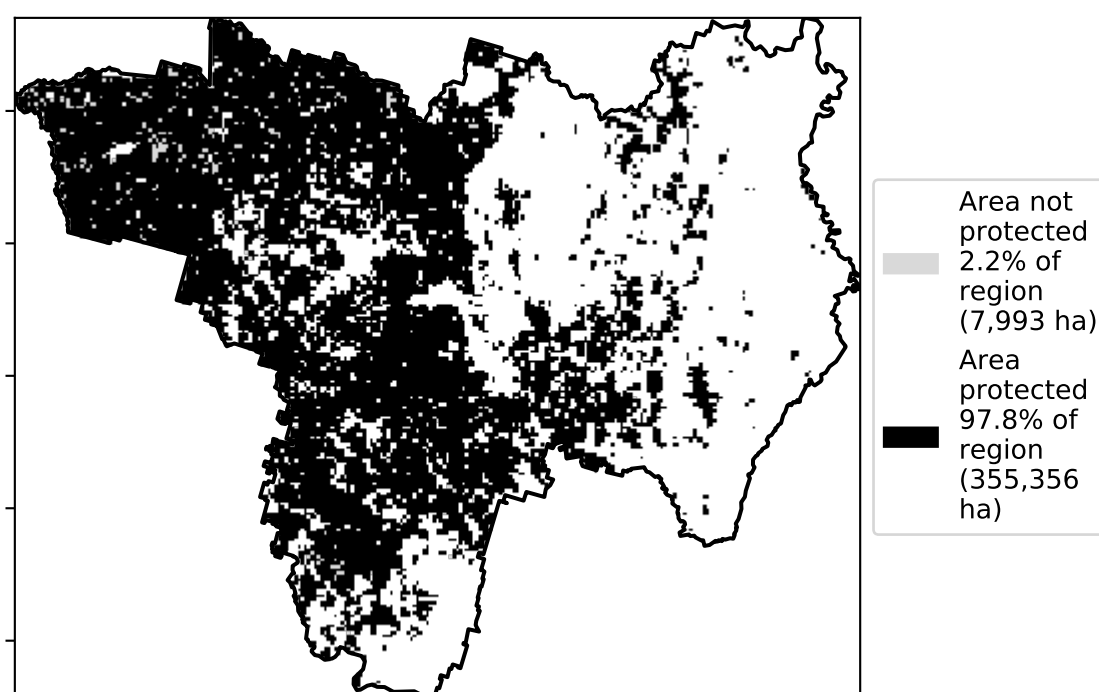 Area not
protected
2.2% of
region
(7,993 ha)
Area
protected
97.8% of
region
(355,356
ha)